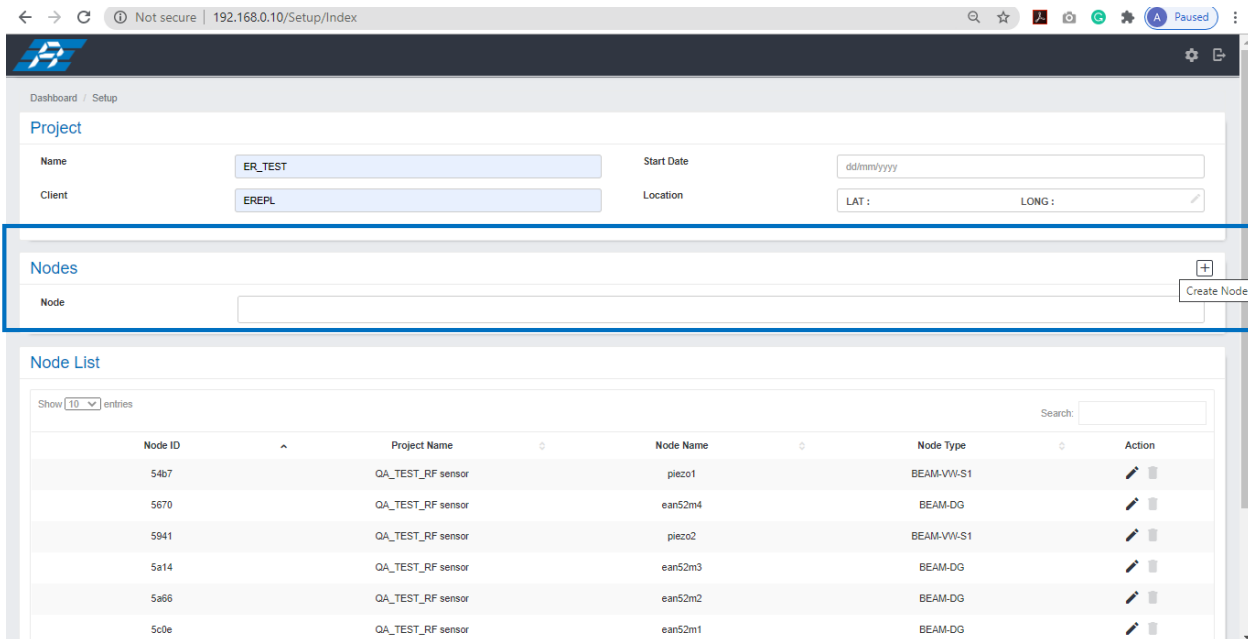 Not secure | 192.168.0.10/Setup/Index
A Paused
Dashboard / Setup
Project
Name ER_TEST Start Date dd/mm/yyyy
Client EREPL Location LAT : LONG :
Nodes
Create Node
Node
Node List
Show 10 entries
Search:
Node ID Project Name Node Name Node Type Action
54b7 QA_TEST_RF sensor piezo1 BEAM-VW-S1
5670 QA_TEST_RF sensor ean52m4 BEAM-DG
5941 QA_TEST_RF sensor piezo2 BEAM-VW-S1
5a14 QA_TEST_RF sensor ean52m3 BEAM-DG
5a66 QA_TEST_RF sensor ean52m2 BEAM-DG
5c0e QA_TEST_RF sensor ean52m1 BEAM-DG